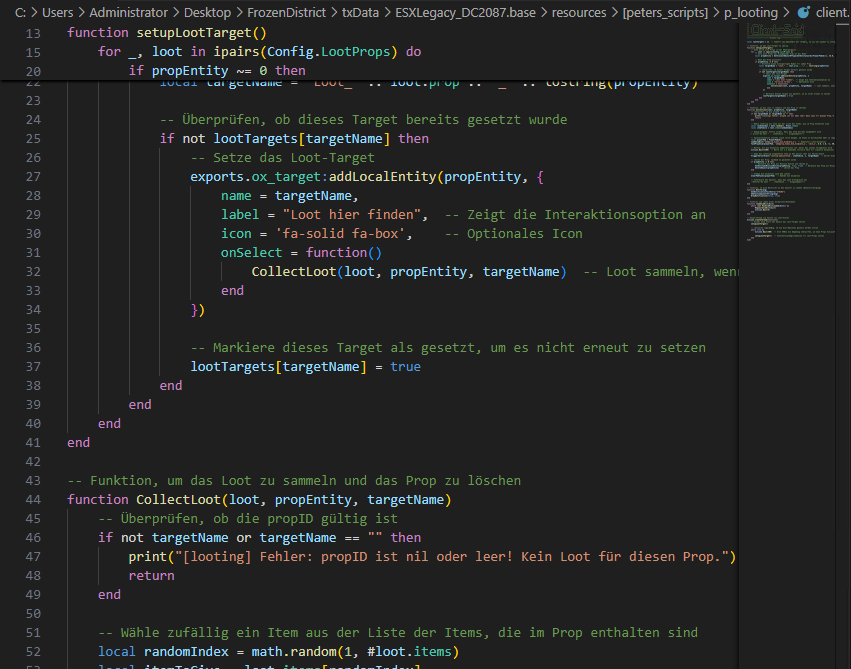 C: > Users > Administrator > Desktop > FrozenDistrict > txData > ESXLegacy_DC2087.base > resources > [peters_scripts] > p_looting > client.
13 function setupLootTarget()
15 for _, loot in ipairs(Config.LootProps) do
20 if propEntity ~= 0 then
22 local targetName = "Loot_" .. loot.prop .. "_" .. tostring(propEntity)
23
24 -- Überprüfen, ob dieses Target bereits gesetzt wurde
25 if not lootTargets[targetName] then
26 -- Setze das Loot-Target
27 exports.ox_target:addLocalEntity(propEntity, {
28 name = targetName,
29 label = "Loot hier finden", -- Zeigt die Interaktionsoption an
30 icon = 'fa-solid fa-box', -- Optionales Icon
31 onSelect = function()
32 CollectLoot(loot, propEntity, targetName) -- Loot sammeln, wen
33 end
34 })
35
36 -- Markiere dieses Target als gesetzt, um es nicht erneut zu setzen
37 lootTargets[targetName] = true
38 end
39 end
40 end
41 end
42
43 -- Funktion, um das Loot zu sammeln und das Prop zu löschen
44 function CollectLoot(loot, propEntity, targetName)
45 -- Überprüfen, ob die propID gültig ist
46 if not targetName or targetName == "" then
47 print("[looting] Fehler: propID ist nil oder leer! Kein Loot für diesen Prop.")
48 return
49 end
50
51 -- Wähle zufällig ein Item aus der Liste der Items, die im Prop enthalten sind
52 local randomIndex = math.random(1, #loot.items)
53 local itemToGive = loot.items[randomIndex]